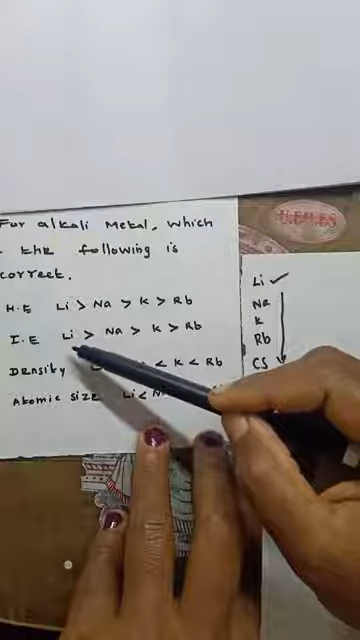 For alkali Metal, which
the following is
correct.
H.E Li > Na > K > Rb
I.E Li > Na > K > Rb
Density < K < Rb
Atomic size Li <
Li ✓
Na
K
Rb
CS